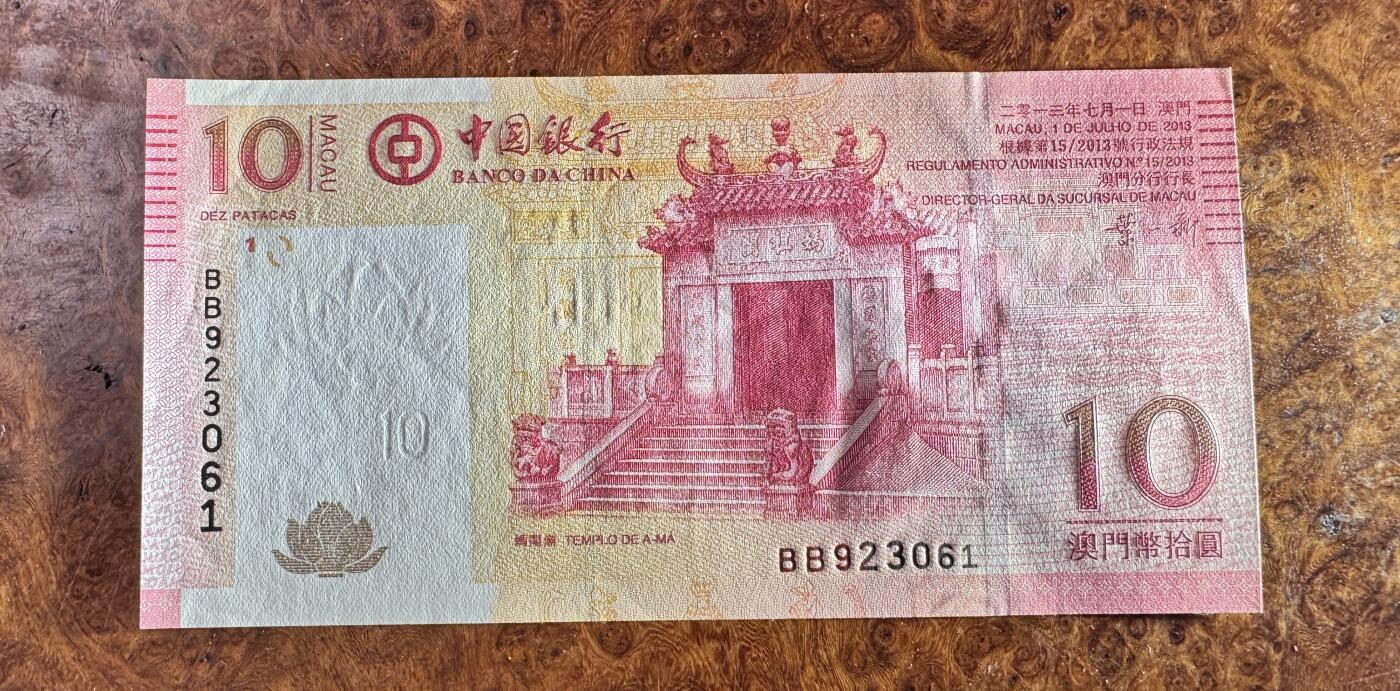 10
MACAU
中国銀行
BANCO DA CHINA
DEZ PATACAS
二零一三年七月一日 澳門
MACAU, 1 DE JULHO DE 2013
根據第15/2013號行政法規
REGULAMENTO ADMINISTRATIVO N.º 15/2013
澳門分行行長
DIRECTOR-GERAL DA SUCURSAL DE MACAU
1
BB923061
10
媽閣廟 TEMPLO DE A-MÁ
BB923061
10
澳門幣拾圓